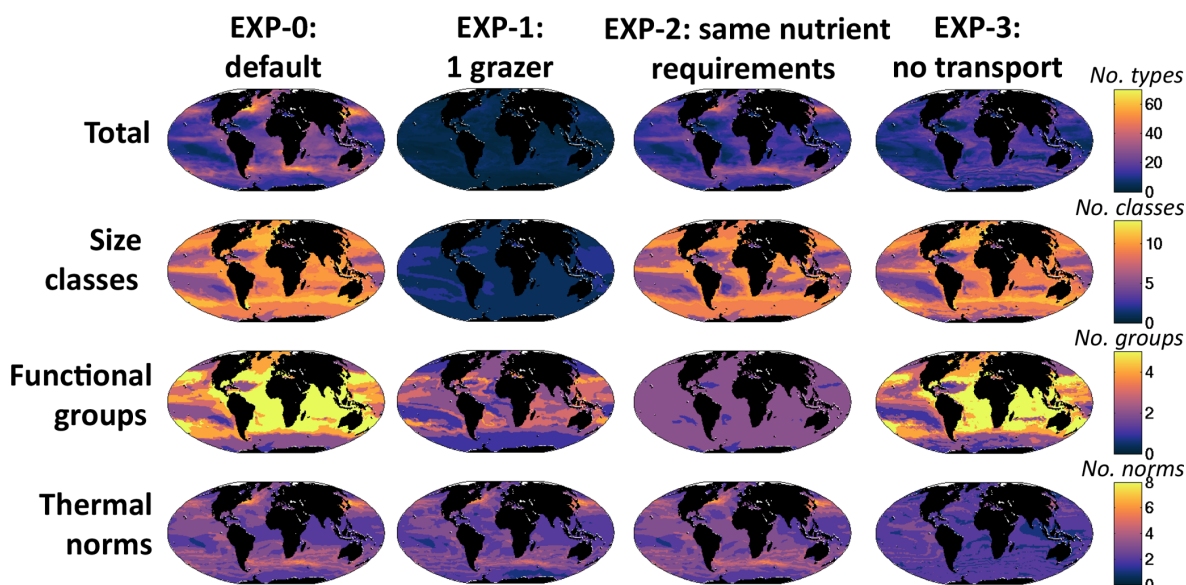 EXP-0:
default
EXP-1:
1 grazer
EXP-2: same nutrient
requirements
EXP-3:
no transport
No. types
Total
60
40
20
0
No. classes
Size
classes
10
5
0
No. groups
Functional
groups
4
2
0
No. norms
Thermal
norms
8
6
4
2
0